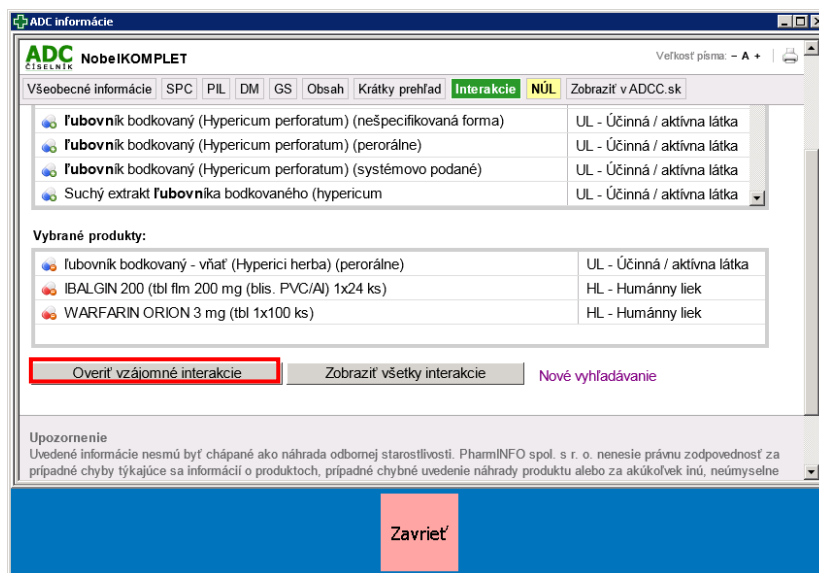 ADC informácie
ADC
ČÍSELNÍK
NobelKOMPLET
Veľkosť písma: – A +
Všeobecné informácie SPC PIL DM GS Obsah Krátky prehľad Interakcie NÚL Zobraziť v ADCC.sk
ľubovník bodkovaný (Hypericum perforatum) (nešpecifikovaná forma) UL - Účinná / aktívna látka
ľubovník bodkovaný (Hypericum perforatum) (perorálne) UL - Účinná / aktívna látka
ľubovník bodkovaný (Hypericum perforatum) (systémovo podané) UL - Účinná / aktívna látka
Suchý extrakt ľubovníka bodkovaného (hypericum UL - Účinná / aktívna látka
Vybrané produkty:
ľubovník bodkovaný - vňať (Hyperici herba) (perorálne) UL - Účinná / aktívna látka
IBALGIN 200 (tbl flm 200 mg (blis. PVC/Al) 1x24 ks) HL - Humánny liek
WARFARIN ORION 3 mg (tbl 1x100 ks) HL - Humánny liek
Overiť vzájomné interakcie Zobraziť všetky interakcie Nové vyhľadávanie
Upozornenie
Uvedené informácie nesmú byť chápané ako náhrada odbornej starostlivosti. PharmINFO spol. s r. o. nenesie právnu zodpovednosť za
prípadné chyby týkajúce sa informácií o produktoch, prípadné chybné uvedenie náhrady produktu alebo za akúkoľvek inú, neúmyselne
Zavrieť